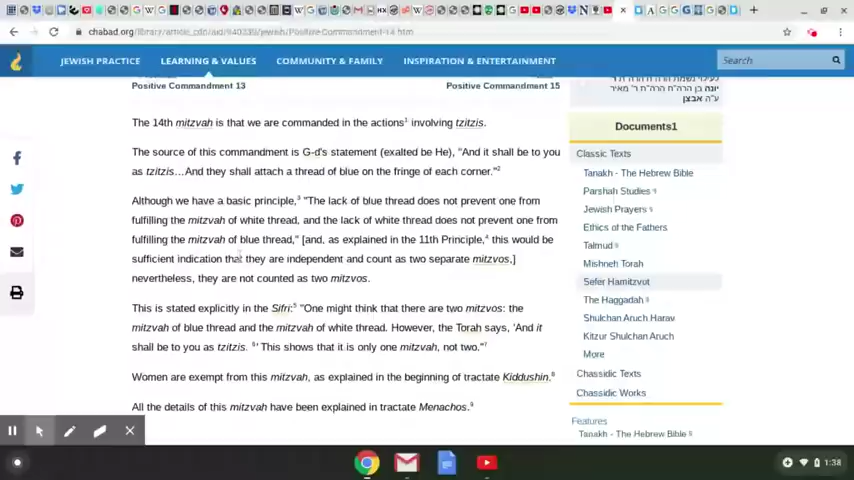 chabad.org/library/article_cdo/aid/940339/jewish/Positive-Commandment-14.htm
JEWISH PRACTICE LEARNING & VALUES COMMUNITY & FAMILY INSPIRATION & ENTERTAINMENT
Search
Positive Commandment 13 Positive Commandment 15
The 14th mitzvah is that we are commanded in the actions1 involving tzitzis.
The source of this commandment is G-d's statement (exalted be He), "And it shall be to you
as tzitzis…And they shall attach a thread of blue on the fringe of each corner."2
Although we have a basic principle,3 "The lack of blue thread does not prevent one from
fulfilling the mitzvah of white thread, and the lack of white thread does not prevent one from
fulfilling the mitzvah of blue thread," [and, as explained in the 11th Principle,4 this would be
sufficient indication that they are independent and count as two separate mitzvos,]
nevertheless, they are not counted as two mitzvos.
This is stated explicitly in the Sifri:5 "One might think that there are two mitzvos: the
mitzvah of blue thread and the mitzvah of white thread. However, the Torah says, 'And it
shall be to you as tzitzis. 6' This shows that it is only one mitzvah, not two."7
Women are exempt from this mitzvah, as explained in the beginning of tractate Kiddushin.8
All the details of this mitzvah have been explained in tractate Menachos.9
יונה בן הרה"ח הרה"ת ר' מאיר
ע"ה אבצן
Documents1
Classic Texts
Tanakh - The Hebrew Bible
Parshah Studies
Jewish Prayers
Ethics of the Fathers
Talmud
Mishneh Torah
Sefer Hamitzvot
The Haggadah
Shulchan Aruch Harav
Kitzur Shulchan Aruch
More
Chassidic Texts
Chassidic Works
Features
Tanakh - The Hebrew Bible
1:38